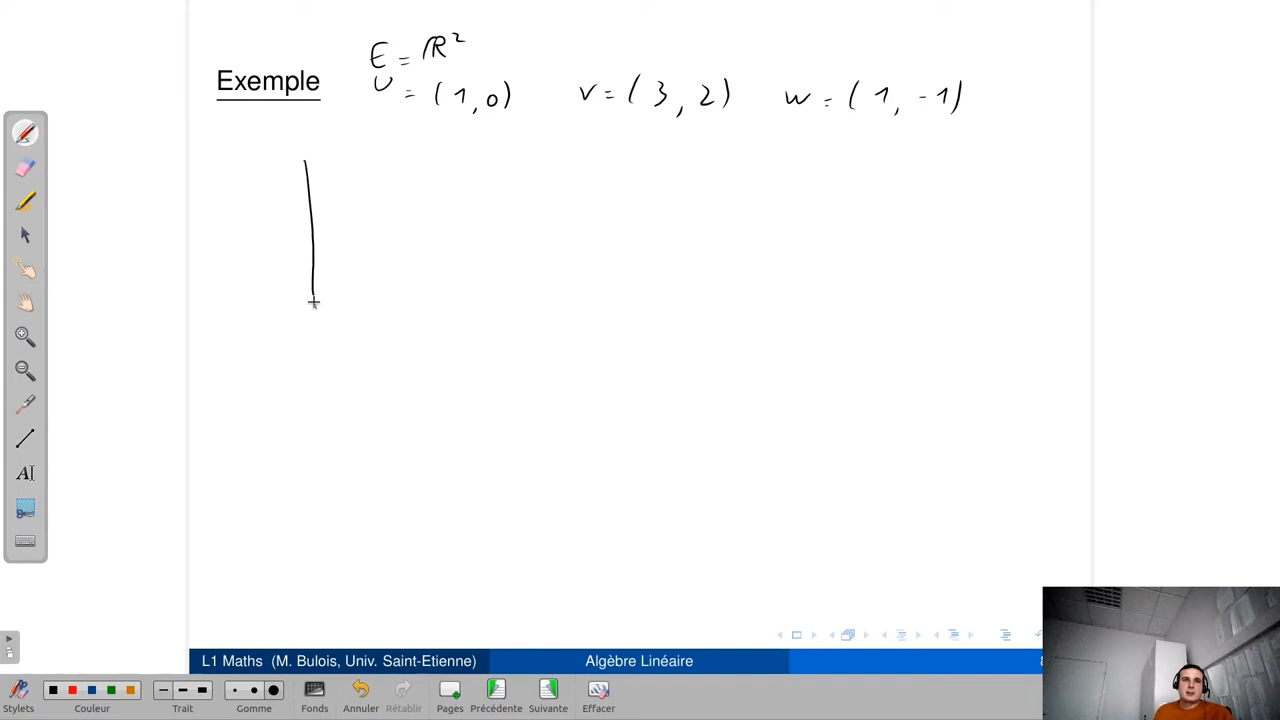 E = ℝ²
Exemple
U = (1, 0) v = (3, 2) w = (1, -1)
L1 Maths (M. Bulois, Univ. Saint-Etienne) Algèbre Linéaire
Stylets Couleur Trait Gomme Fonds Annuler Rétablir Pages Précédente Suivante Effacer